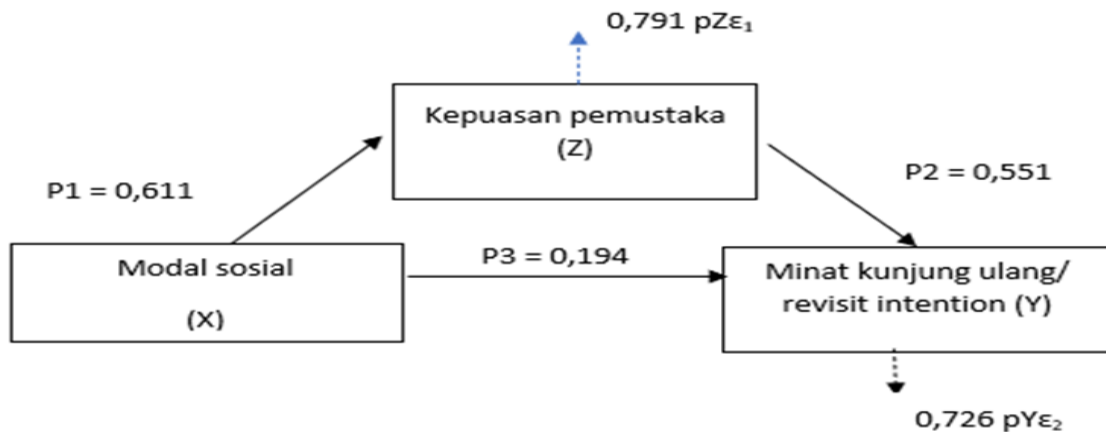 0,791 pZε₁
Kepuasan pemustaka
(Z)
P1 = 0,611
P2 = 0,551
Modal sosial
(X)
P3 = 0,194
Minat kunjung ulang/
revisit intention (Y)
0,726 pYε₂